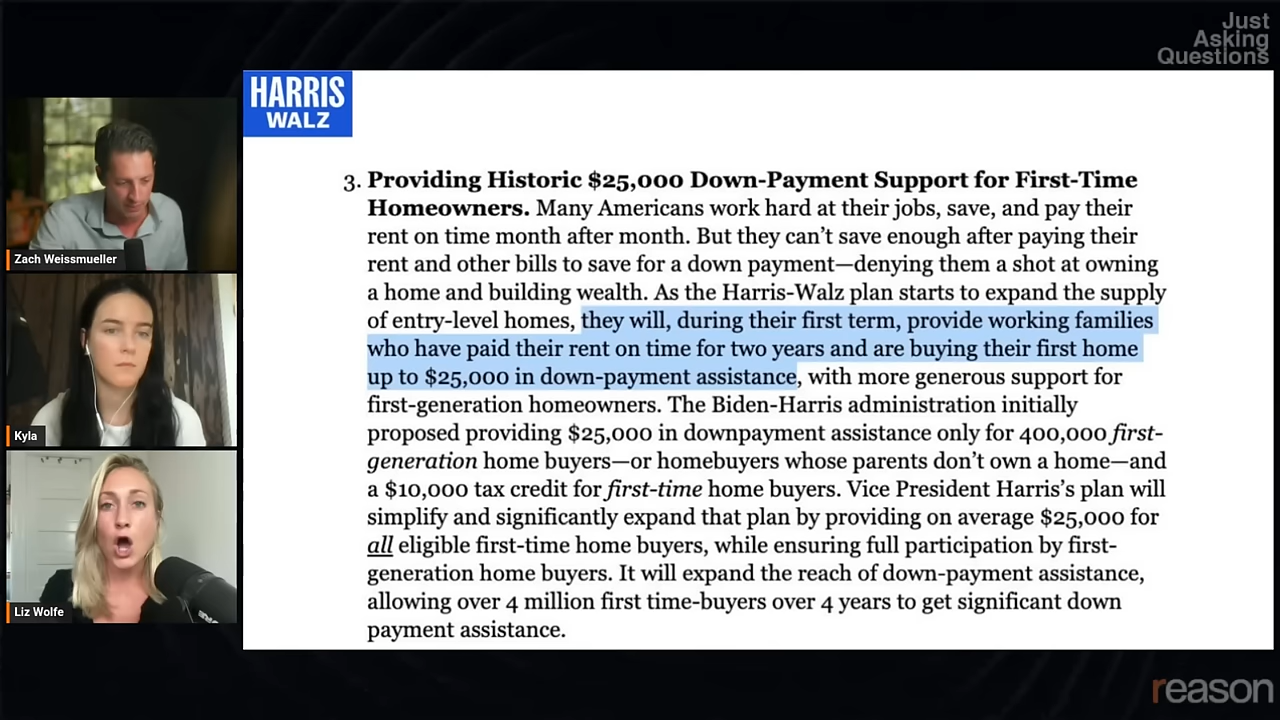 Just
Asking
Questions
HARRIS
WALZ
3. Providing Historic $25,000 Down-Payment Support for First-Time
Homeowners. Many Americans work hard at their jobs, save, and pay their
rent on time month after month. But they can’t save enough after paying their
rent and other bills to save for a down payment—denying them a shot at owning
a home and building wealth. As the Harris-Walz plan starts to expand the supply
of entry-level homes, they will, during their first term, provide working families
who have paid their rent on time for two years and are buying their first home
up to $25,000 in down-payment assistance, with more generous support for
first-generation homeowners. The Biden-Harris administration initially
proposed providing $25,000 in downpayment assistance only for 400,000 first-
generation home buyers—or homebuyers whose parents don’t own a home—and
a $10,000 tax credit for first-time home buyers. Vice President Harris’s plan will
simplify and significantly expand that plan by providing on average $25,000 for
all eligible first-time home buyers, while ensuring full participation by first-
generation home buyers. It will expand the reach of down-payment assistance,
allowing over 4 million first time-buyers over 4 years to get significant down
payment assistance.
Zach Weissmueller
Kyla
Liz Wolfe
reason